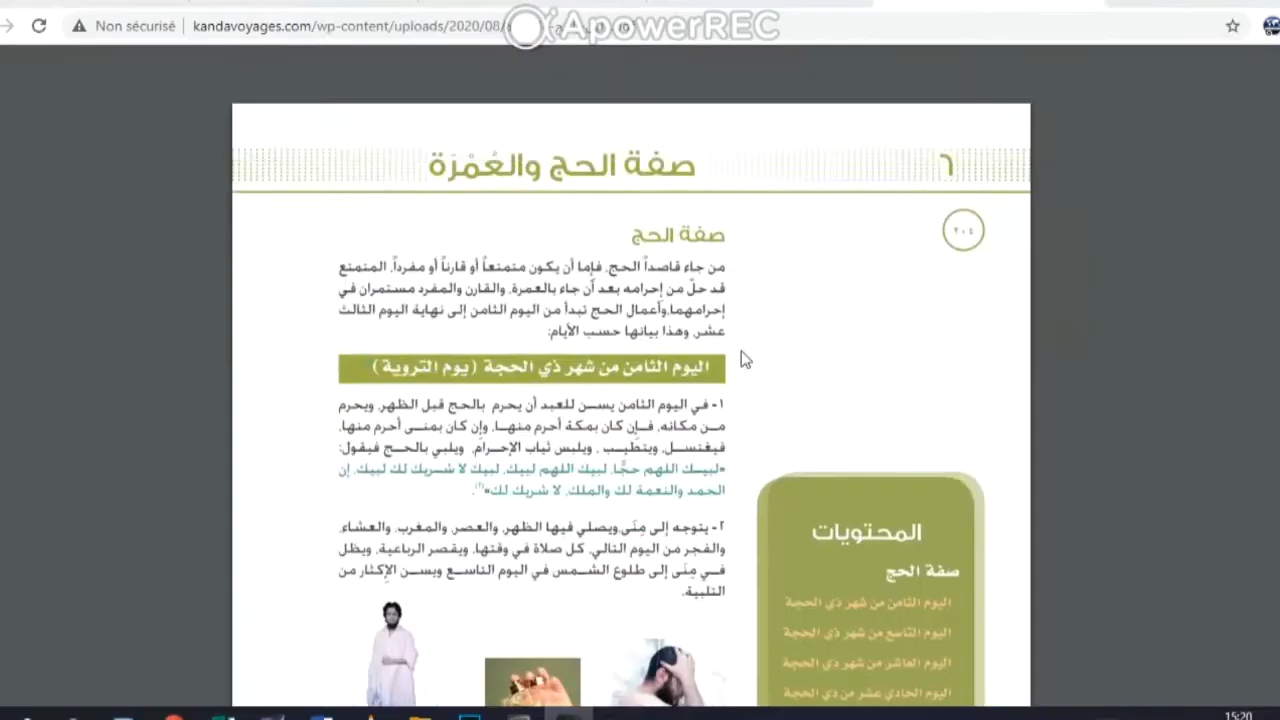 Non sécurisé
kandavoyages.com/wp-content/uploads/2020/08/
ApowerREC
٦
صفة الحج والعُمْرَة
٢٠٤
صفة الحج
من جاء قاصداً الحج، فإما أن يكون متمتعاً أو قارناً أو مفرداً، المتمتع
قد حلّ من إحرامه بعد أن جاء بالعمرة، والقارن والمفرد مستمران في
إحرامهما،وأعمال الحج تبدأ من اليوم الثامن إلى نهاية اليوم الثالث
عشر، وهذا بيانها حسب الأيام:
اليوم الثامن من شهر ذي الحجة (يوم التروية)
١- في اليوم الثامن يسن للعبد أن يحرم بالحج قبل الظهر، ويحرم
من مكانه، فإن كان بمكة أحرم منها، وإن كان بمنى أحرم منها،
فيغتسل، ويتطيب، ويلبس ثياب الإحرام، ويلبي بالحج فيقول:
«لبيك اللهم حجًّا، لبيك اللهم لبيك، لبيك لا شريك لك لبيك، إن
الحمد والنعمة لك والملك، لا شريك لك»(١).
٢- يتوجه إلى مِنَى،ويصلي فيها الظهر، والعصر، والمغرب، والعشاء،
والفجر من اليوم التالي، كل صلاة في وقتها، ويقصر الرباعية، ويظل
في مِنَى إلى طلوع الشمس في اليوم التاسع ويسن الإكثار من
التلبية.
المحتويات
صفة الحج
اليوم الثامن من شهر ذي الحجة
اليوم التاسع من شهر ذي الحجة
اليوم العاشر من شهر ذي الحجة
اليوم الحادي عشر من ذي الحجة
15:20